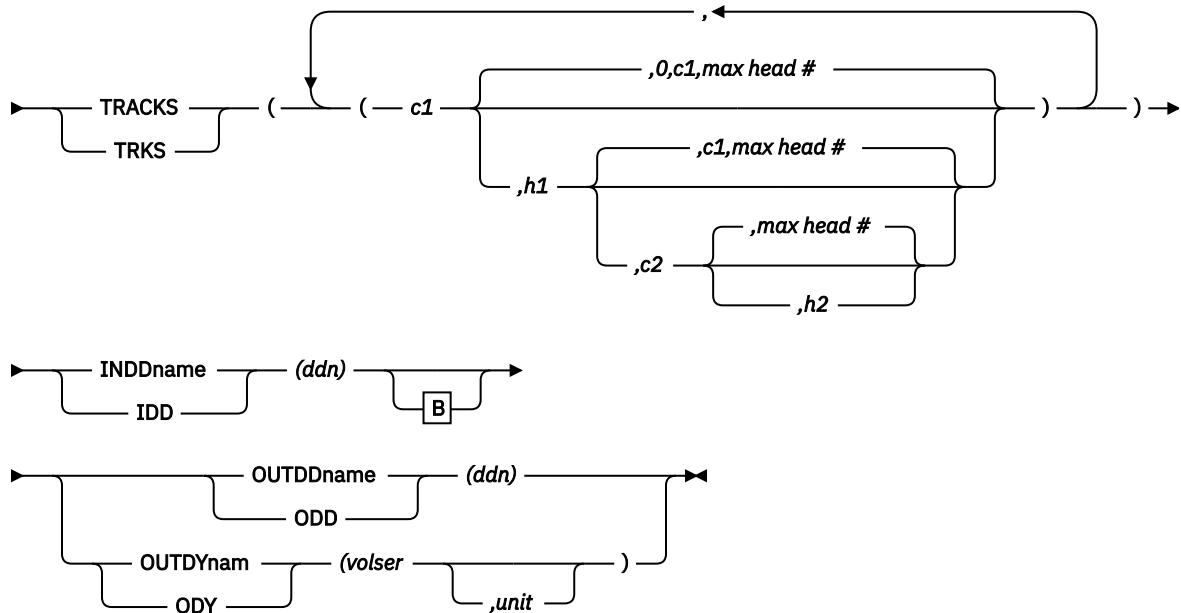 ,
,0,c1,max head #
TRACKS ( ( c1 ) )
TRKS
,c1,max head #
,h1
,max head #
,c2
,h2
INDDname (ddn)
IDD B
OUTDDname (ddn)
ODD
OUTDYnam (volser )
ODY ,unit